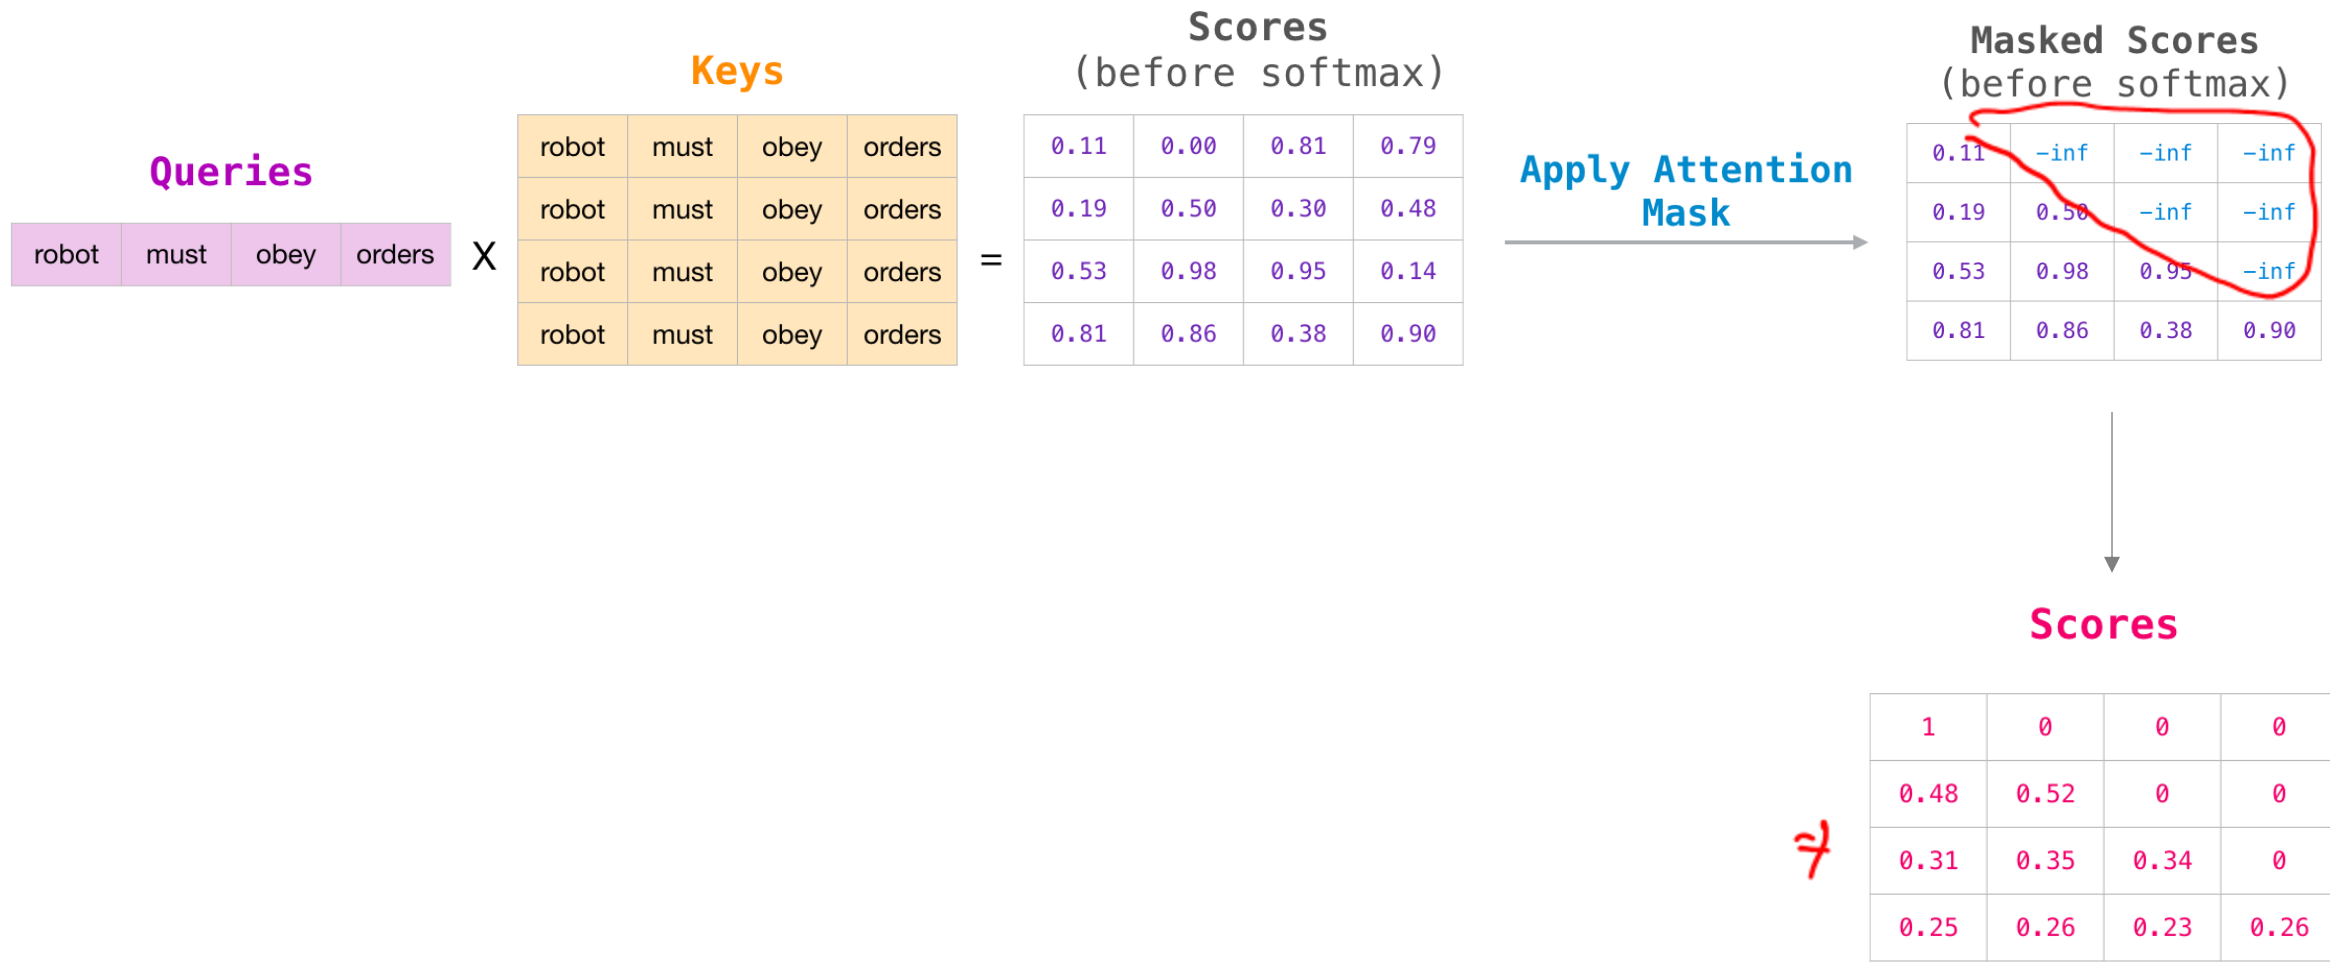 Queries
robot must obey orders
X
Keys
robot must obey orders
robot must obey orders
robot must obey orders
robot must obey orders
=
Scores
(before softmax)
0.11 0.00 0.81 0.79
0.19 0.50 0.30 0.48
0.53 0.98 0.95 0.14
0.81 0.86 0.38 0.90
Apply Attention
Mask
Masked Scores
(before softmax)
0.11 -inf -inf -inf
0.19 0.50 -inf -inf
0.53 0.98 0.95 -inf
0.81 0.86 0.38 0.90
Scores
1 0 0 0
0.48 0.52 0 0
0.31 0.35 0.34 0
0.25 0.26 0.23 0.26